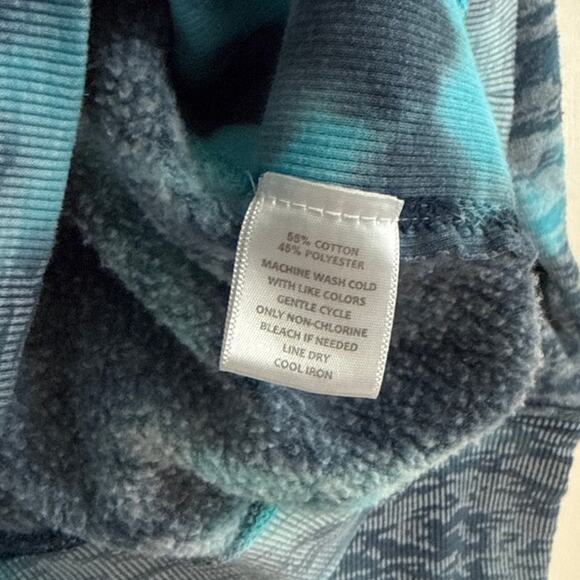 55% COTTON
45% POLYESTER
MACHINE WASH COLD
WITH LIKE COLORS
GENTLE CYCLE
ONLY NON-CHLORINE
BLEACH IF NEEDED
LINE DRY
COOL IRON